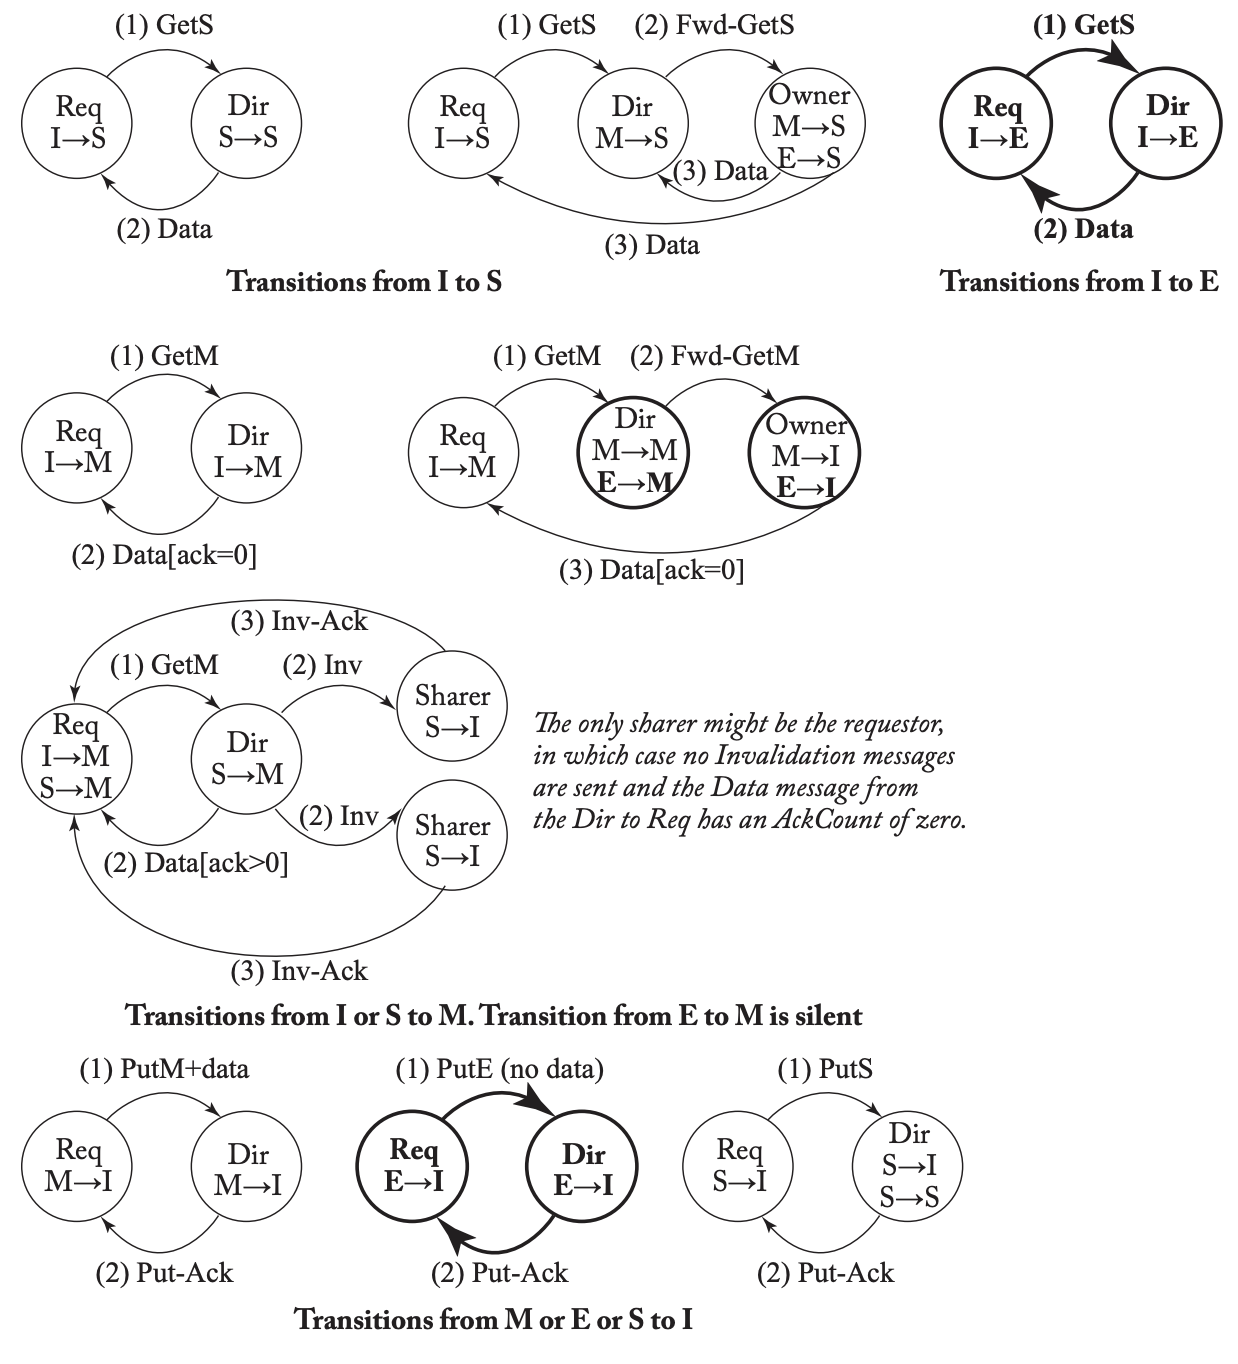 (1) GetS
Req
I→S
Dir
S→S
(2) Data
(1) GetS
(2) Fwd-GetS
Req
I→S
Dir
M→S
Owner
M→S
E→S
(3) Data
(3) Data
Transitions from I to S
(1) GetS
Req
I→E
Dir
I→E
(2) Data
Transitions from I to E
(1) GetM
Req
I→M
Dir
I→M
(2) Data[ack=0]
(1) GetM
(2) Fwd-GetM
Req
I→M
Dir
M→M
E→M
Owner
M→I
E→I
(3) Data[ack=0]
(3) Inv-Ack
(1) GetM
(2) Inv
Req
I→M
S→M
Dir
S→M
Sharer
S→I
(2) Inv
Sharer
S→I
(2) Data[ack>0]
(3) Inv-Ack
The only sharer might be the requestor,
in which case no Invalidation messages
are sent and the Data message from
the Dir to Req has an AckCount of zero.
Transitions from I or S to M. Transition from E to M is silent
(1) PutM+data
Req
M→I
Dir
M→I
(2) Put-Ack
(1) PutE (no data)
Req
E→I
Dir
E→I
(2) Put-Ack
(1) PutS
Req
S→I
Dir
S→I
S→S
(2) Put-Ack
Transitions from M or E or S to I